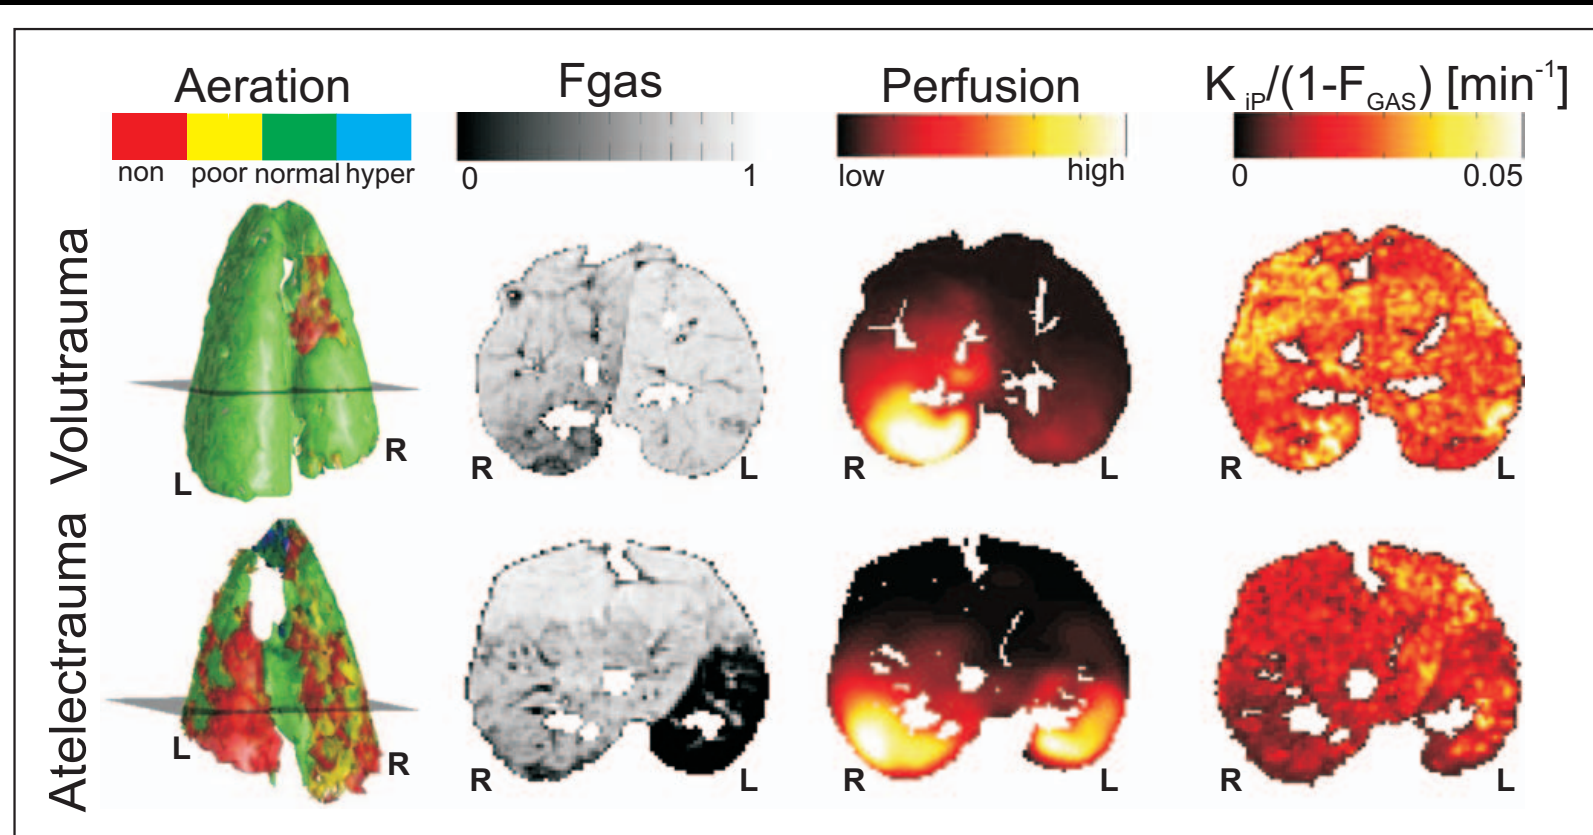 Aeration
non poor normal hyper
Fgas
0 1
Perfusion
low high
K iP/(1-F GAS) [min-1]
0 0.05
Volutrauma
L R
R L
R L
R L
Atelectrauma
L R
R L
R L
R L